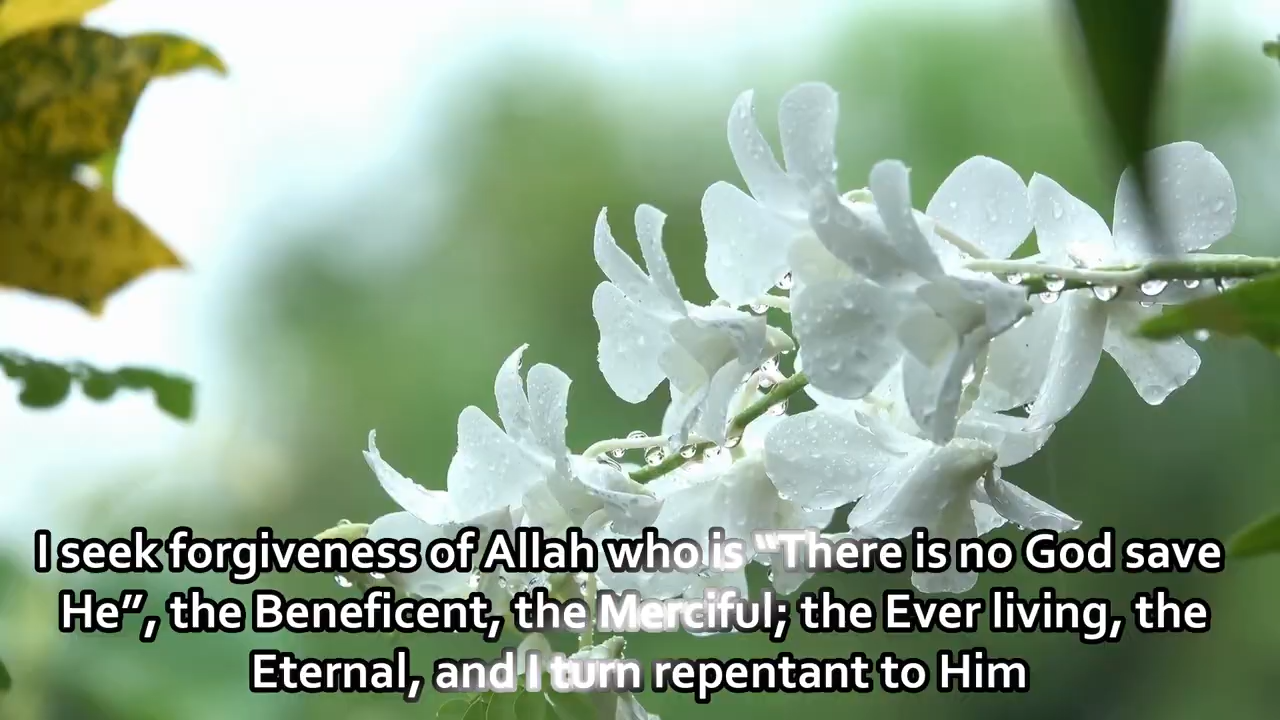 I seek forgiveness of Allah who is “There is no God save
He”, the Beneficent, the Merciful; the Ever living, the
Eternal, and I turn repentant to Him